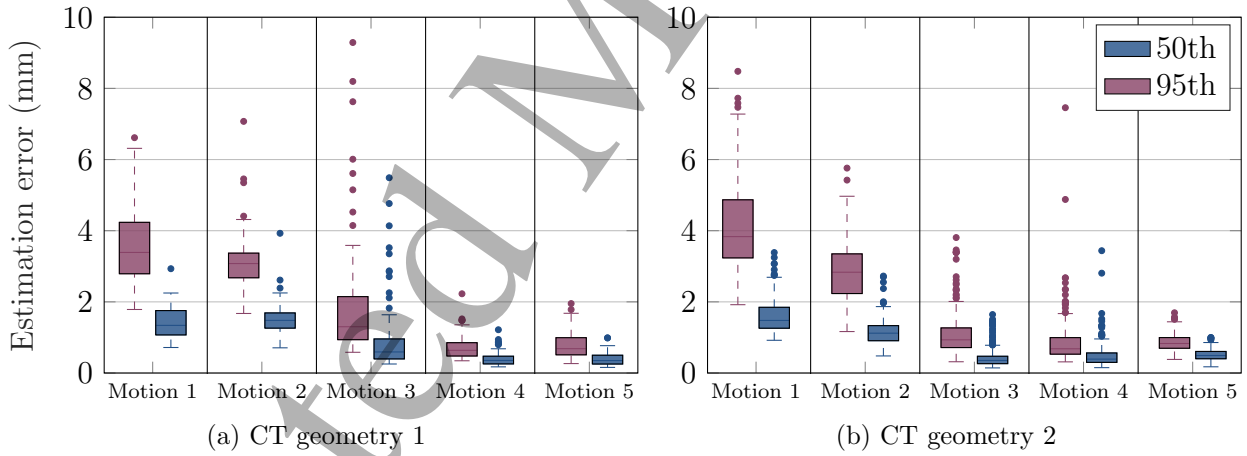 10
8
6
4
2
0
Estimation error (mm)
Motion 1 Motion 2 Motion 3 Motion 4 Motion 5
(a) CT geometry 1
10
8
6
4
2
0
50th
95th
Motion 1 Motion 2 Motion 3 Motion 4 Motion 5
(b) CT geometry 2
ted M